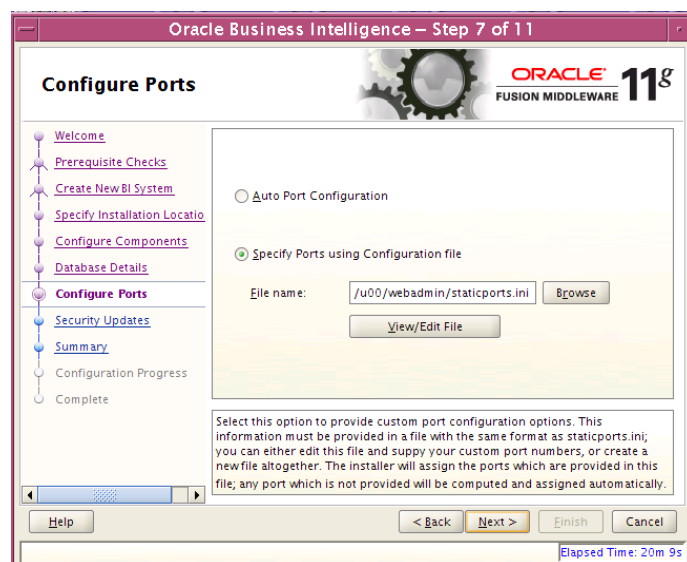 Oracle Business Intelligence – Step 7 of 11
Configure Ports
ORACLE
FUSION MIDDLEWARE
11g
Welcome
Prerequisite Checks
Create New BI System
Specify Installation Locatio
Configure Components
Database Details
Configure Ports
Security Updates
Summary
Configuration Progress
Complete
Auto Port Configuration
Specify Ports using Configuration file
File name: /u00/webadmin/staticports.ini Browse
View/Edit File
Select this option to provide custom port configuration options. This
information must be provided in a file with the same format as staticports.ini;
you can either edit this file and suppy your custom port numbers, or create a
new file altogether. The installer will assign the ports which are provided in this
file; any port which is not provided will be computed and assigned automatically.
Help < Back Next > Finish Cancel
Elapsed Time: 20m 9s